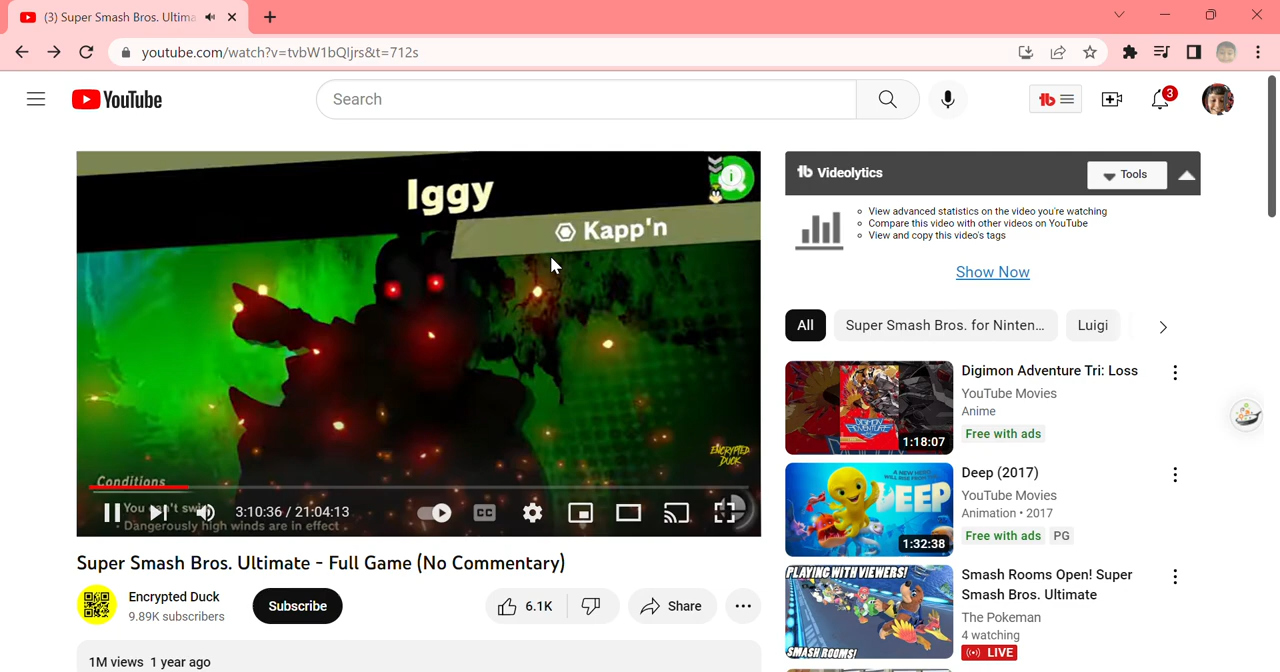 (3) Super Smash Bros. Ultima
youtube.com/watch?v=tvbW1bQIjrs&t=712s
YouTube
Search
3
Iggy
Kapp'n
ENCRYPTED
DUCK
Conditions
• You can't swim
• Dangerously high winds are in effect
3:10:36 / 21:04:13
CC
Super Smash Bros. Ultimate - Full Game (No Commentary)
Encrypted Duck
9.89K subscribers
Subscribe
6.1K
Share
1M views 1 year ago
Videolytics
Tools
View advanced statistics on the video you're watching
Compare this video with other videos on YouTube
View and copy this video's tags
Show Now
All
Super Smash Bros. for Ninten...
Luigi
DIGIMON
ADVENTURE
1:18:07
Digimon Adventure Tri: Loss
YouTube Movies
Anime
Free with ads
DEEP
1:32:38
Deep (2017)
YouTube Movies
Animation • 2017
Free with ads
PG
PLAYING WITH VIEWERS!
SMASH ROOMS!
Smash Rooms Open! Super
Smash Bros. Ultimate
The Pokeman
4 watching
LIVE